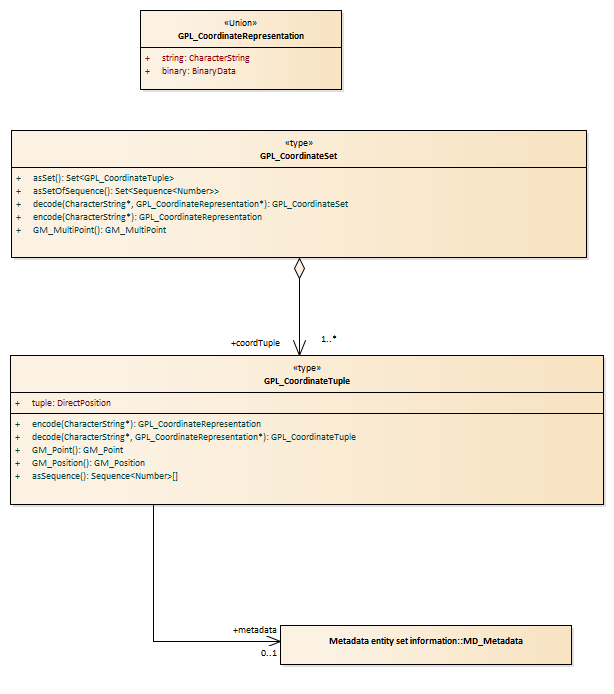 «Union»
GPL_CoordinateRepresentation
+ string: CharacterString
+ binary: BinaryData
«type»
GPL_CoordinateSet
+ asSet(): Set<GPL_CoordinateTuple>
+ asSetOfSequence(): Set<Sequence<Number>>
+ decode(CharacterString*, GPL_CoordinateRepresentation*): GPL_CoordinateSet
+ encode(CharacterString*): GPL_CoordinateRepresentation
+ GM_MultiPoint(): GM_MultiPoint
+coordTuple 1..*
«type»
GPL_CoordinateTuple
+ tuple: DirectPosition
+ encode(CharacterString*): GPL_CoordinateRepresentation
+ decode(CharacterString*, GPL_CoordinateRepresentation*): GPL_CoordinateTuple
+ GM_Point(): GM_Point
+ GM_Position(): GM_Position
+ asSequence(): Sequence<Number>[]
+metadata
0..1
Metadata entity set information::MD_Metadata